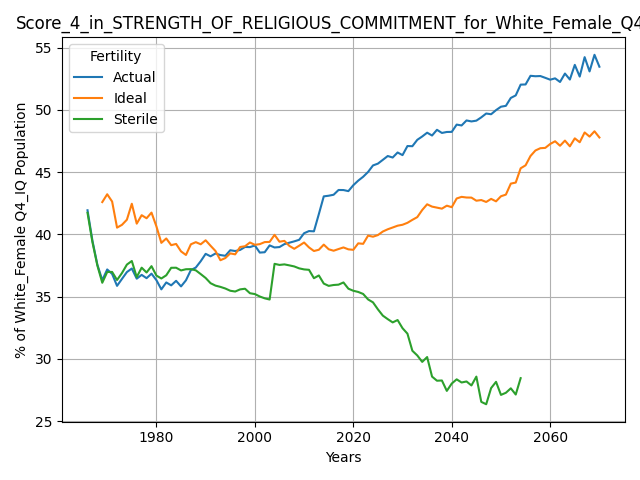 Score_4_in_STRENGTH_OF_RELIGIOUS_COMMITMENT_for_White_Female_Q4
Fertility
Actual
Ideal
Sterile
% of White_Female Q4_IQ Population
55
50
45
40
35
30
25
1980 2000 2020 2040 2060
Years